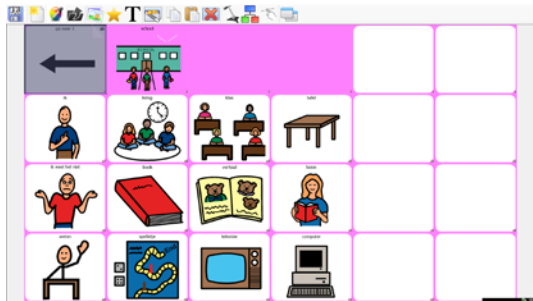 school
ik
kring
klas
tafel
ik weet het niet
boek
verhaal
lezen
spelletje
televisie
computer